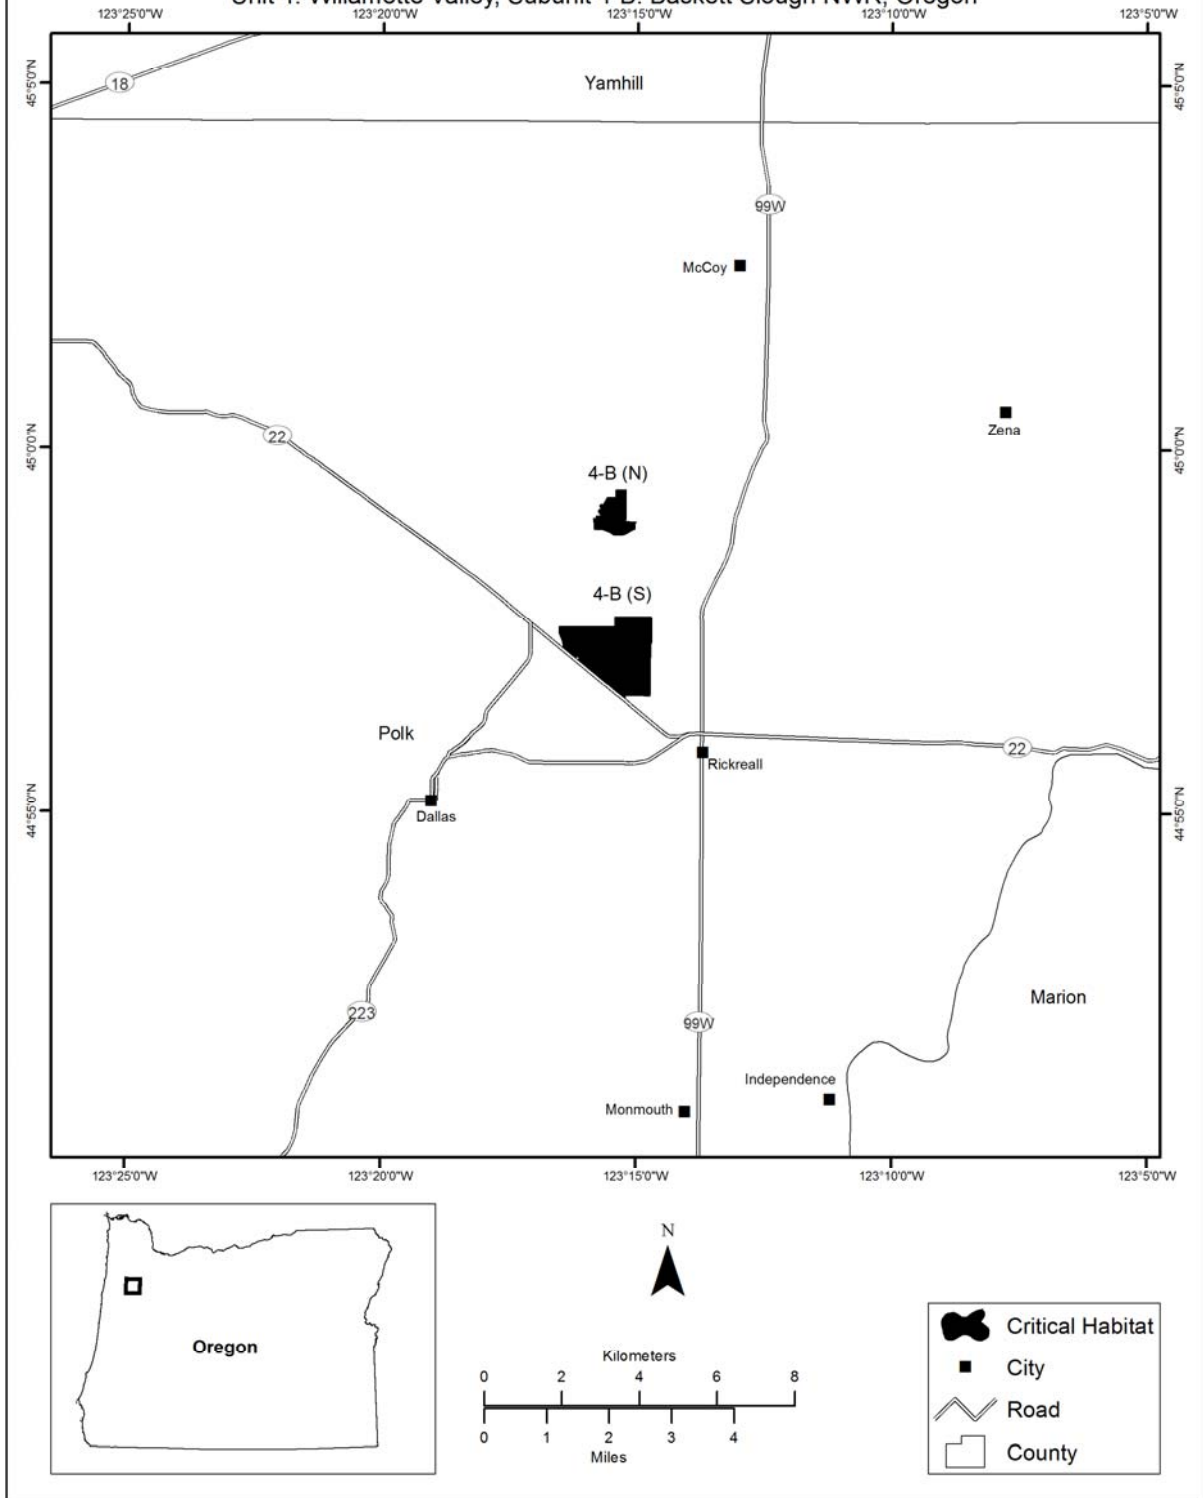 Unit 4: Willamette Valley, Subunit 4-B: Baskett Slough NWR, Oregon
123°25'0"W 123°20'0"W 123°15'0"W 123°10'0"W 123°5'0"W
45°5'0"N
18
Yamhill
45°5'0"N
99W
McCoy
Zena
22
45°0'0"N
45°0'0"N
4-B (N)
4-B (S)
Polk
22
Rickreall
Dallas
44°55'0"N
44°55'0"N
Marion
223
99W
Independence
Monmouth
123°25'0"W 123°20'0"W 123°15'0"W 123°10'0"W 123°5'0"W
Oregon
N
Kilometers
0 2 4 6 8
0 1 2 3 4
Miles
Critical Habitat
City
Road
County